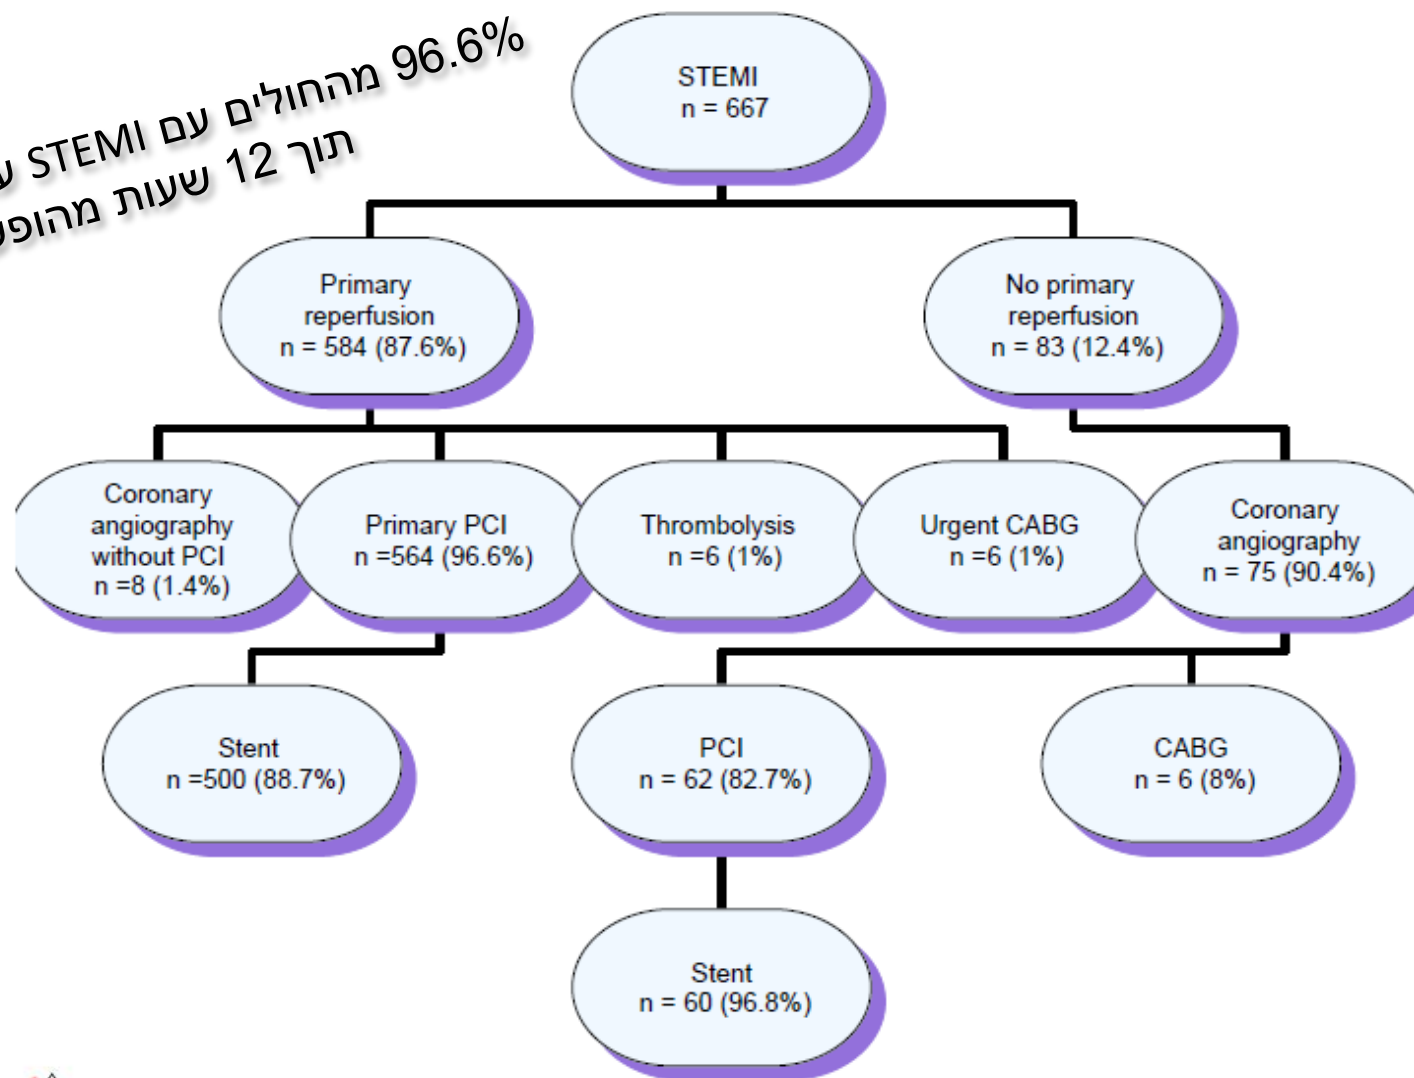 96.6% מהחולים עם STEMI
תוך 12 שעות
STEMI
n = 667
Primary
reperfusion
n = 584 (87.6%)
No primary
reperfusion
n = 83 (12.4%)
Coronary
angiography
without PCI
n =8 (1.4%)
Primary PCI
n =564 (96.6%)
Thrombolysis
n =6 (1%)
Urgent CABG
n =6 (1%)
Coronary
angiography
n = 75 (90.4%)
Stent
n =500 (88.7%)
PCI
n = 62 (82.7%)
CABG
n = 6 (8%)
Stent
n = 60 (96.8%)